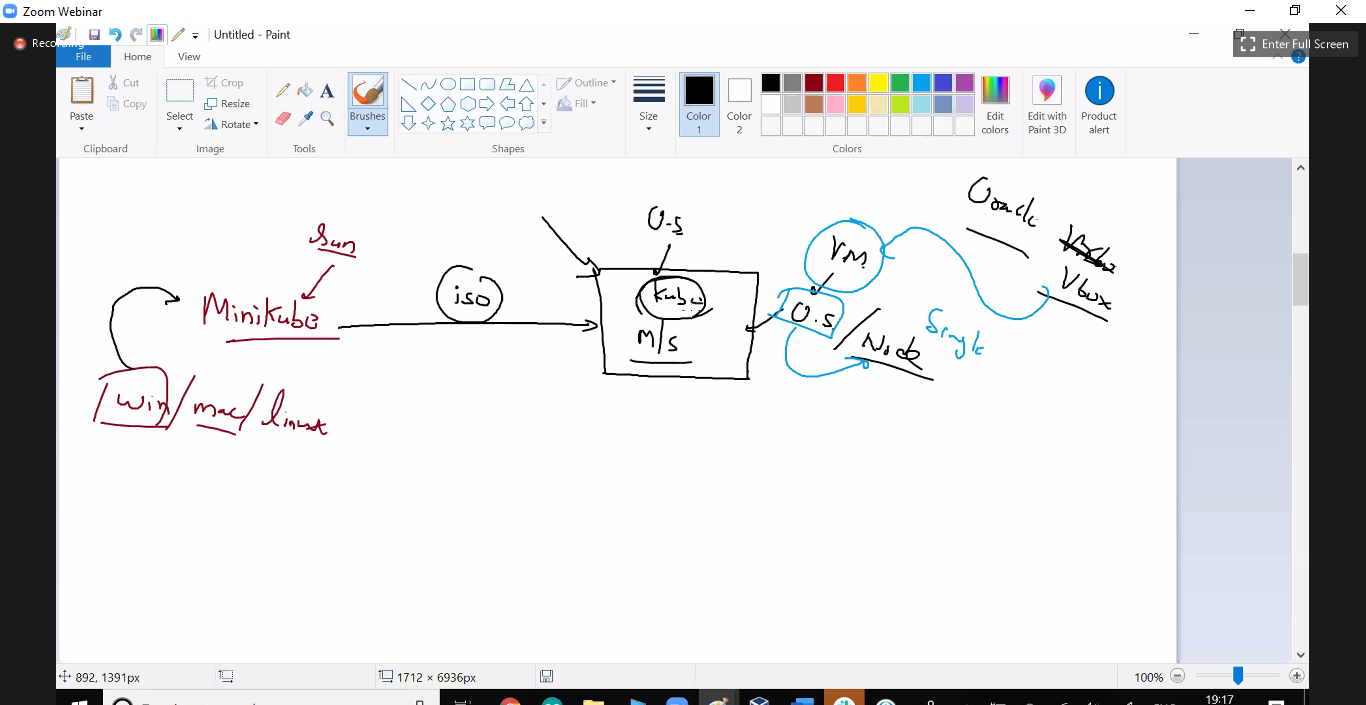 Zoom Webinar
Recording
Untitled - Paint
Enter Full Screen
File
Home
View
Paste
Cut
Copy
Clipboard
Select
Crop
Resize
Rotate
Image
Tools
Brushes
Shapes
Outline
Fill
Size
Color 1
Color 2
Colors
Edit colors
Edit with Paint 3D
Product alert
Oracle
O-S
Vbox
run
VM
iso
Kube
Minikube
O.S
/Node
Single
M/S
win/mac/linux
892, 1391px
1712 × 6936px
100%
19:17